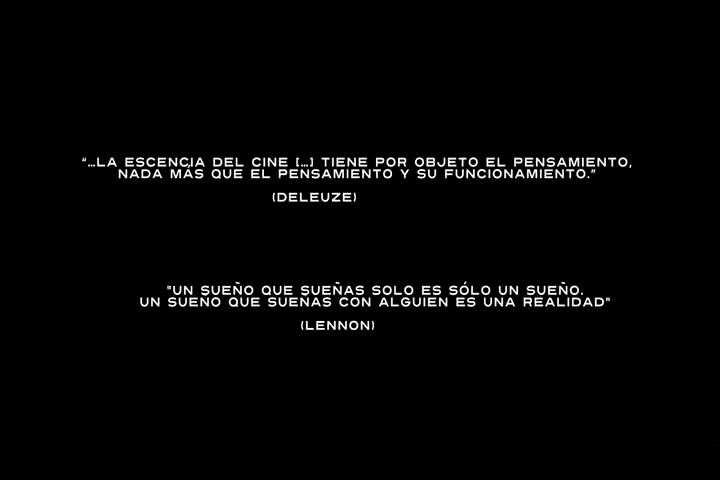 “…LA ESCENCIA DEL CINE […] TIENE POR OBJETO EL PENSAMIENTO,
NADA MÁS QUE EL PENSAMIENTO Y SU FUNCIONAMIENTO.”
(DELEUZE)
"UN SUEÑO QUE SUEÑAS SOLO ES SÓLO UN SUEÑO.
UN SUEÑO QUE SUEÑAS CON ALGUIEN ES UNA REALIDAD"
(LENNON)